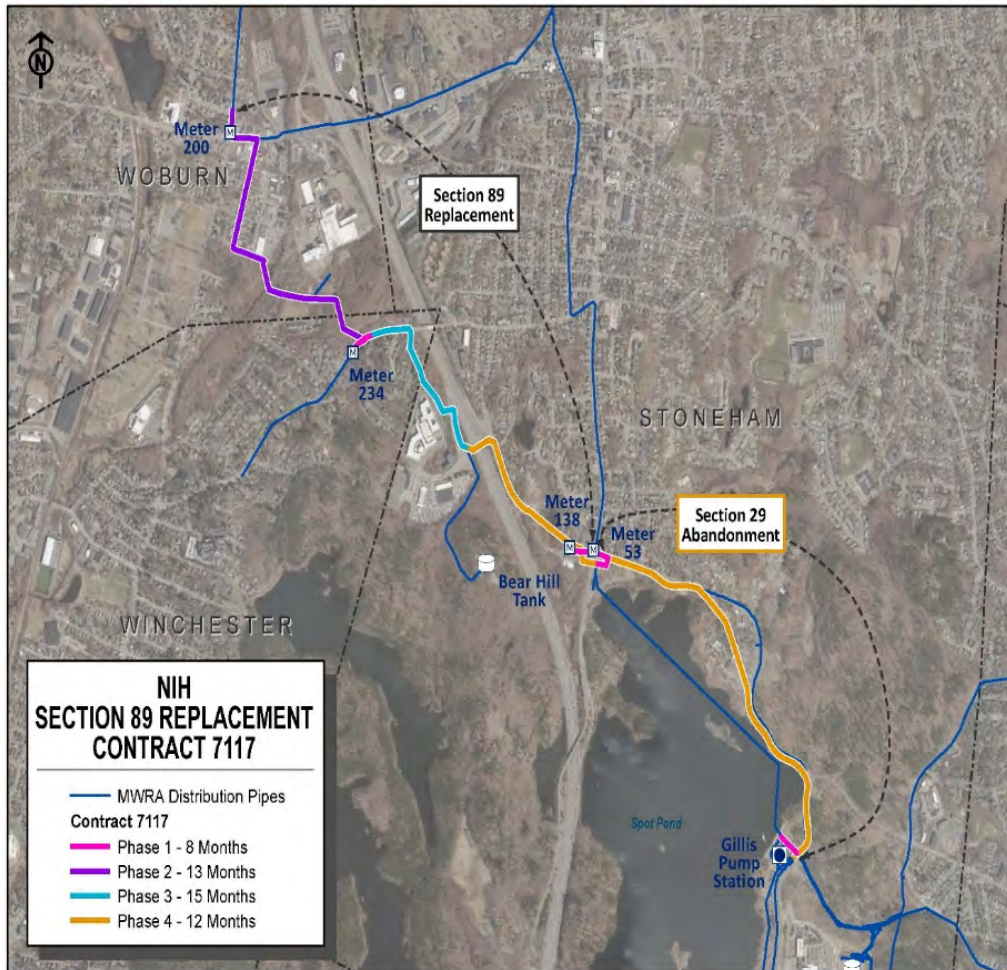 N
Meter
200
WOBURN
Section 89
Replacement
M
M
Meter
234
STONEHAM
Meter
138
M
M
Meter
53
Section 29
Abandonment
Bear Hill
Tank
WINCHESTER
Spot Pond
Gillis
Pump
Station
NIH
SECTION 89 REPLACEMENT
CONTRACT 7117
MWRA Distribution Pipes
Contract 7117
Phase 1 - 8 Months
Phase 2 - 13 Months
Phase 3 - 15 Months
Phase 4 - 12 Months